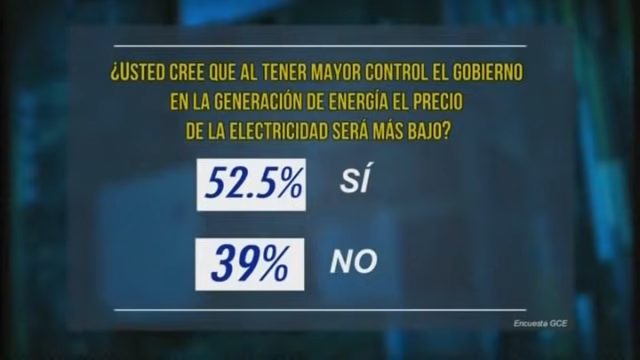 ¿USTED CREE QUE AL TENER MAYOR CONTROL EL GOBIERNO
EN LA GENERACIÓN DE ENERGÍA EL PRECIO
DE LA ELECTRICIDAD SERÁ MÁS BAJO?
52.5% SÍ
39% NO
Encuesta GCE